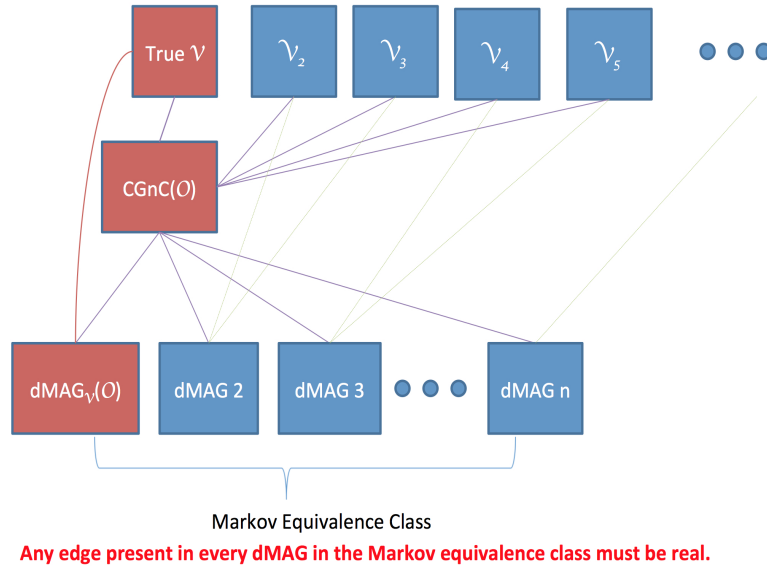 True 𝒱
𝒱₂
𝒱₃
𝒱₄
𝒱₅
CGnC(𝒪)
dMAG𝒱(𝒪)
dMAG 2
dMAG 3
dMAG n
Markov Equivalence Class
Any edge present in every dMAG in the Markov equivalence class must be real.